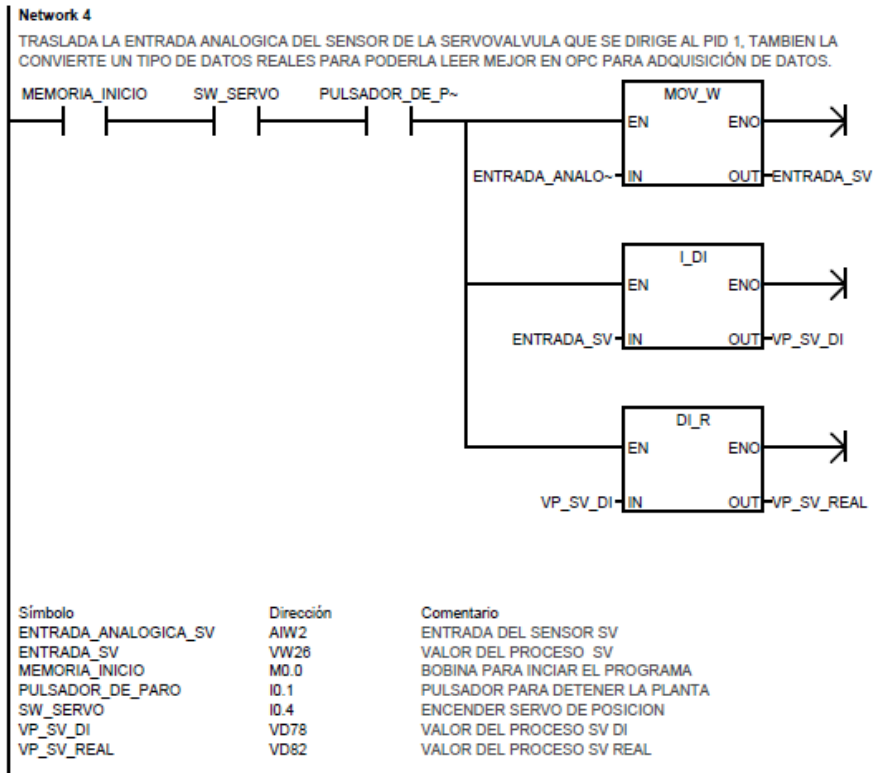 Network 4
TRASLADA LA ENTRADA ANALOGICA DEL SENSOR DE LA SERVOVALVULA QUE SE DIRIGE AL PID 1, TAMBIEN LA
CONVIERTE UN TIPO DE DATOS REALES PARA PODERLA LEER MEJOR EN OPC PARA ADQUISICIÓN DE DATOS.
MEMORIA_INICIO SW_SERVO PULSADOR_DE_P~ MOV_W
EN ENO
ENTRADA_ANALO~ IN OUT ENTRADA_SV
I_DI
EN ENO
ENTRADA_SV IN OUT VP_SV_DI
DI_R
EN ENO
VP_SV_DI IN OUT VP_SV_REAL
Símbolo Dirección Comentario
ENTRADA_ANALOGICA_SV AIW2 ENTRADA DEL SENSOR SV
ENTRADA_SV VW26 VALOR DEL PROCESO SV
MEMORIA_INICIO M0.0 BOBINA PARA INCIAR EL PROGRAMA
PULSADOR_DE_PARO I0.1 PULSADOR PARA DETENER LA PLANTA
SW_SERVO I0.4 ENCENDER SERVO DE POSICION
VP_SV_DI VD78 VALOR DEL PROCESO SV DI
VP_SV_REAL VD82 VALOR DEL PROCESO SV REAL